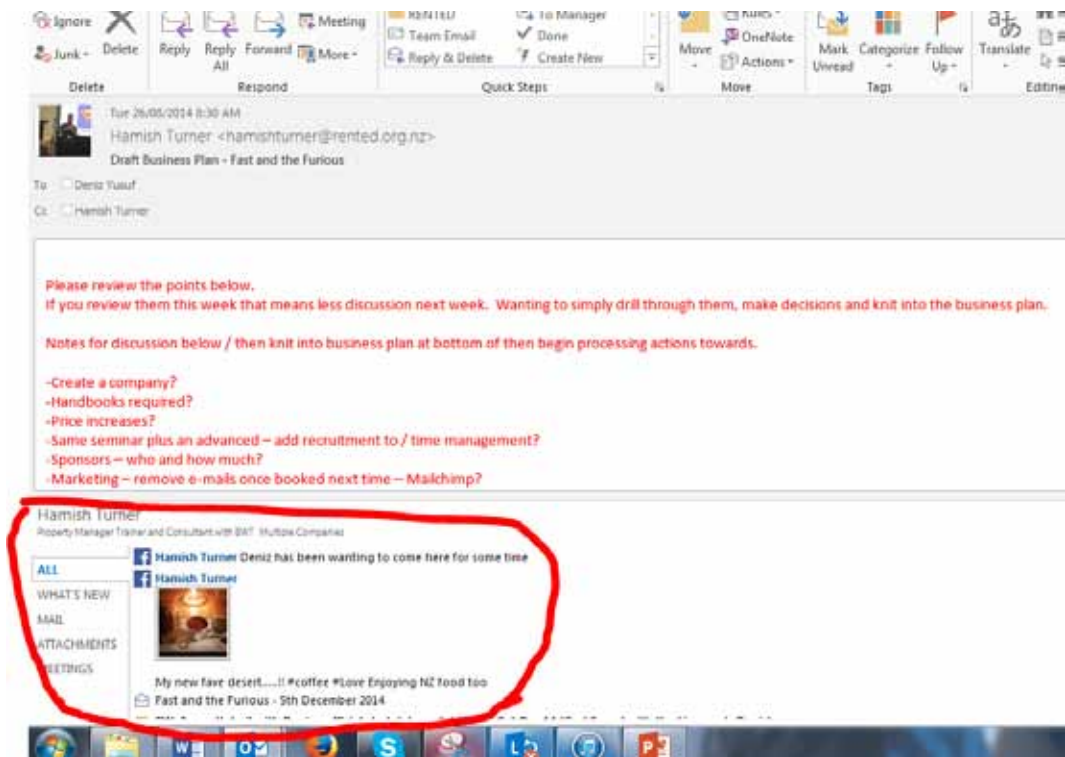 Ignore
Junk
Delete
Reply
Reply All
Forward
Meeting
More
RENTED
Team Email
Reply & Delete
To Manager
Done
Create New
Move
Rules
OneNote
Actions
Mark Unread
Categorize
Follow Up
Translate
Delete
Respond
Quick Steps
Move
Tags
Editing
Tue 26/08/2014 8:30 AM
Hamish Turner <hamishturner@rented.org.nz>
Draft Business Plan - Fast and the Furious
To Deniz Yusuf
Cc Hamish Turner
Please review the points below.
If you review them this week that means less discussion next week. Wanting to simply drill through them, make decisions and knit into the business plan.
Notes for discussion below / then knit into business plan at bottom of then begin processing actions towards.
-Create a company?
-Handbooks required?
-Price increases?
-Same seminar plus an advanced – add recruitment to / time management?
-Sponsors – who and how much?
-Marketing – remove e-mails once booked next time – Mailchimp?
Hamish Turner
Property Manager Trainer and Consultant with Multiple Companies
ALL
WHAT'S NEW
MAIL
ATTACHMENTS
MEETINGS
Hamish Turner Deniz has been wanting to come here for some time
Hamish Turner
My new fave desert.....!! #coffee #Love Enjoying NZ food too
Fast and the Furious - 5th December 2014